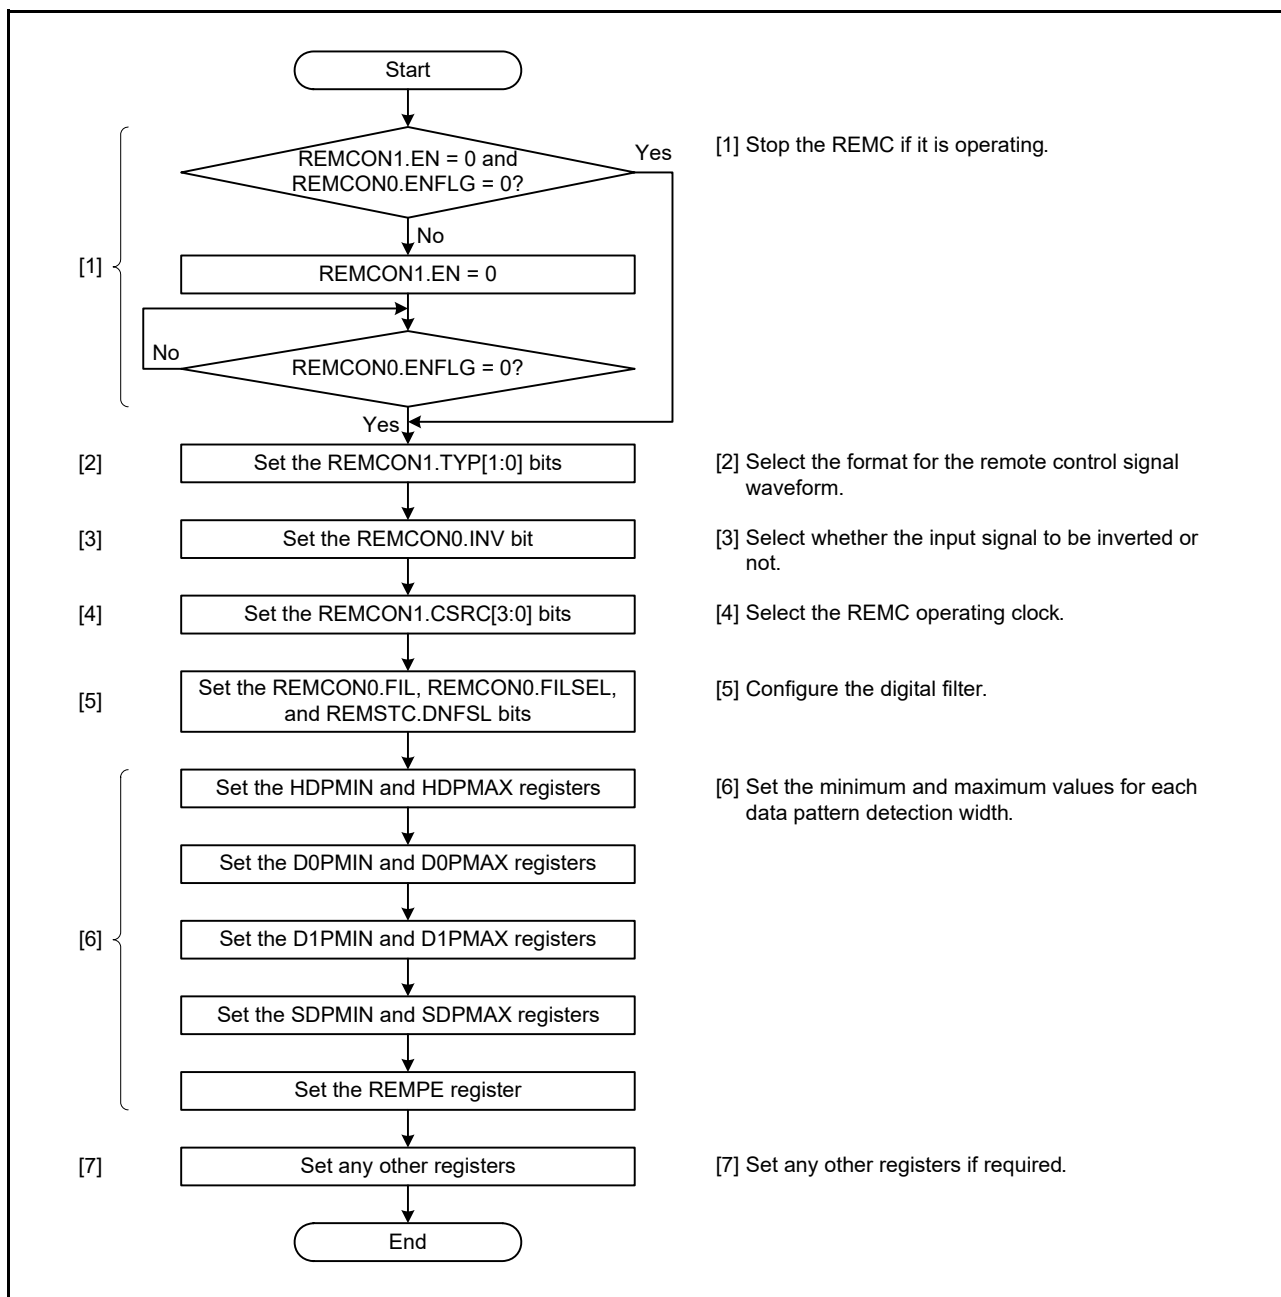 Start
REMCON1.EN = 0 and
REMCON0.ENFLG = 0?
Yes
[1] Stop the REMC if it is operating.
No
[1]
REMCON1.EN = 0
No
REMCON0.ENFLG = 0?
Yes
[2]
Set the REMCON1.TYP[1:0] bits
[2] Select the format for the remote control signal
waveform.
[3]
Set the REMCON0.INV bit
[3] Select whether the input signal to be inverted or
not.
[4]
Set the REMCON1.CSRC[3:0] bits
[4] Select the REMC operating clock.
[5]
Set the REMCON0.FIL, REMCON0.FILSEL,
and REMSTC.DNFSL bits
[5] Configure the digital filter.
Set the HDPMIN and HDPMAX registers
[6] Set the minimum and maximum values for each
data pattern detection width.
Set the D0PMIN and D0PMAX registers
[6]
Set the D1PMIN and D1PMAX registers
Set the SDPMIN and SDPMAX registers
Set the REMPE register
[7]
Set any other registers
[7] Set any other registers if required.
End